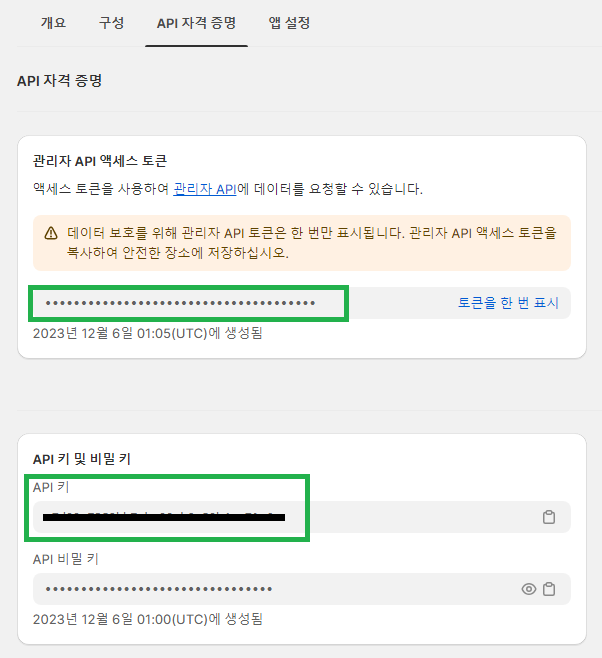 개요 구성 API 자격 증명 앱 설정
API 자격 증명
관리자 API 액세스 토큰
액세스 토큰을 사용하여 관리자 API에 데이터를 요청할 수 있습니다.
데이터 보호를 위해 관리자 API 토큰은 한 번만 표시됩니다. 관리자 API 액세스 토큰을
복사하여 안전한 장소에 저장하십시오.
•••••••••••••••••••••••••••••••••••••• 토큰을 한 번 표시
2023년 12월 6일 01:05(UTC)에 생성됨
API 키 및 비밀 키
API 키
API 비밀 키
••••••••••••••••••••••••••••••••
2023년 12월 6일 01:00(UTC)에 생성됨